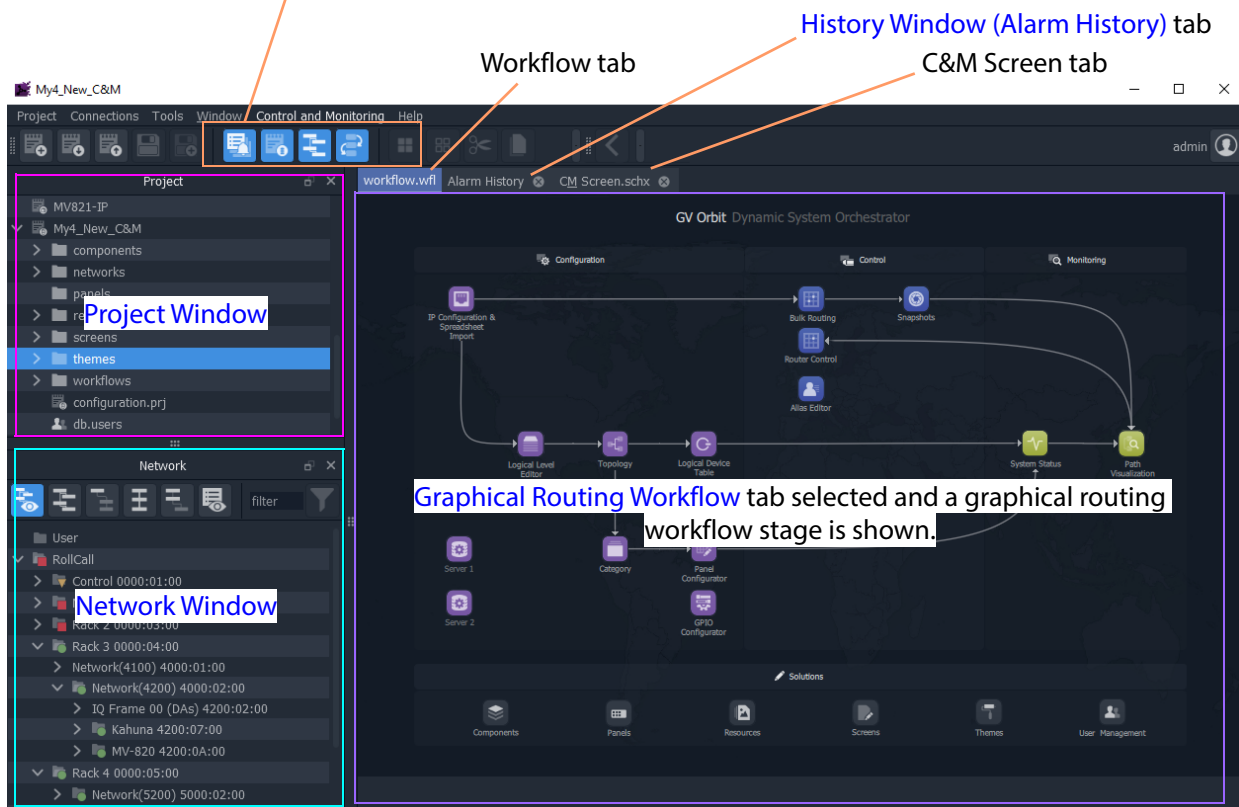 History Window (Alarm History) tab
Workflow tab
C&M Screen tab
My4_New_C&M
Project Connections Tools Window Control and Monitoring Help
admin
Project
workflow.wfl
Alarm History
CM Screen.schx
MV821-IP
My4_New_C&M
components
networks
panels
re
screens
themes
workflows
configuration.prj
db.users
Project Window
GV Orbit Dynamic System Orchestrator
Configuration
Control
Monitoring
IP Configuration &
Spreadsheet
Import
Bulk Routing
Snapshots
Router Control
Alias Editor
Logical Level
Editor
Topology
Logical Device
Table
System Status
Path
Visualization
Graphical Routing Workflow tab selected and a graphical routing
workflow stage is shown.
Server 1
Category
Panel
Configurator
Server 2
GPIO
Configurator
Solutions
Components
Panels
Resources
Screens
Themes
User Management
Network
filter
User
RollCall
Control 0000:01:00
Network Window
Rack 2 0000:03:00
Rack 3 0000:04:00
Network(4100) 4000:01:00
Network(4200) 4000:02:00
IQ Frame 00 (DAs) 4200:02:00
Kahuna 4200:07:00
MV-820 4200:0A:00
Rack 4 0000:05:00
Network(5200) 5000:02:00